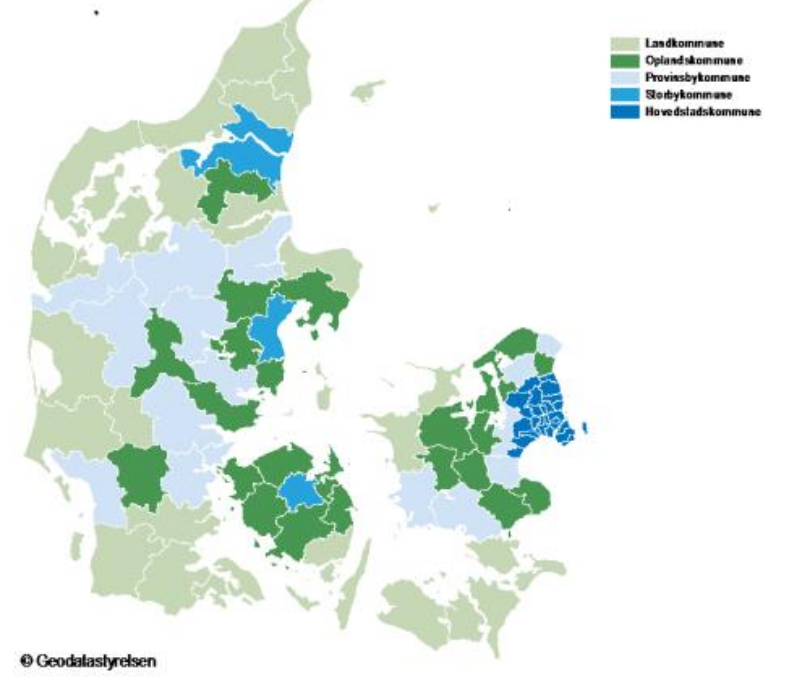 Landkommune
Oplandskommune
Provinsbykommune
Storbykommune
Hovedstadskommune
© Geodatastyrelsen